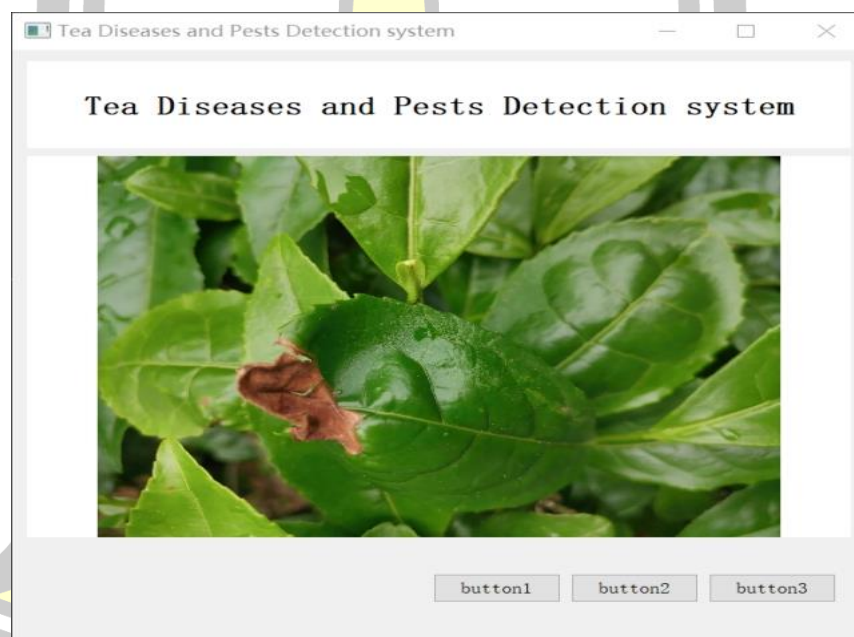 Tea Diseases and Pests Detection system
Tea Diseases and Pests Detection system
button1 button2 button3